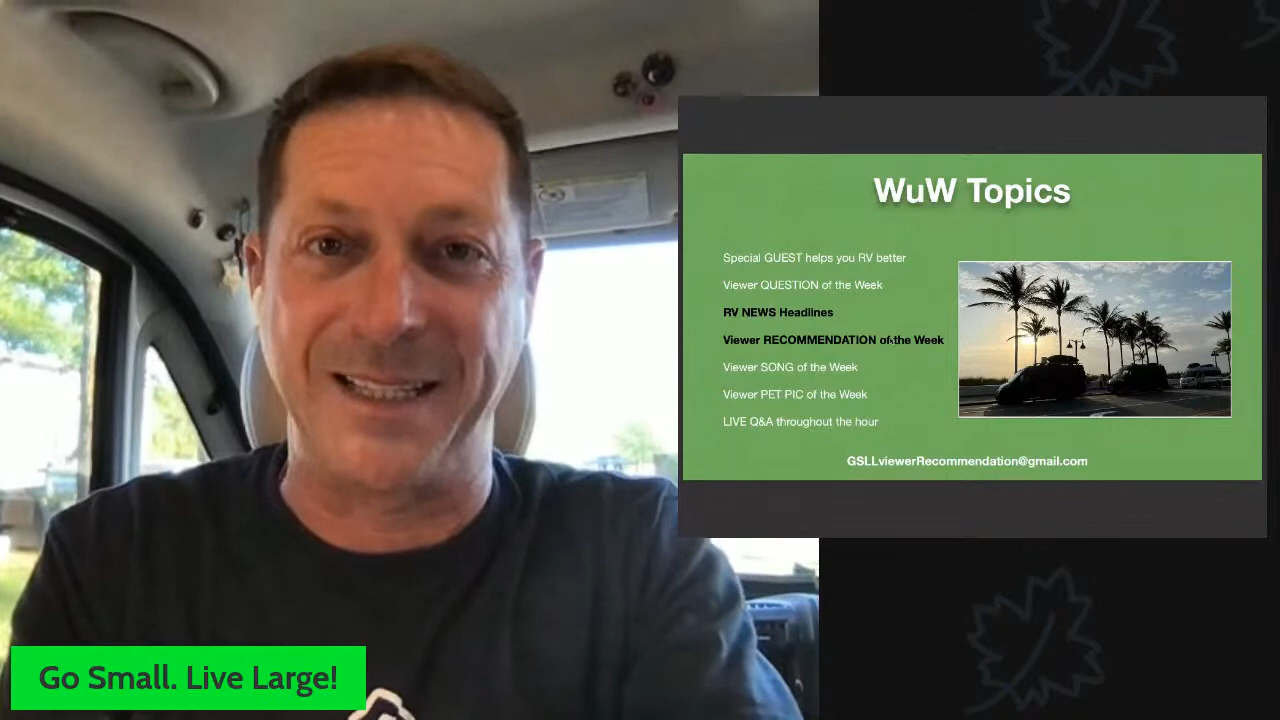 WuW Topics
Special GUEST helps you RV better
Viewer QUESTION of the Week
RV NEWS Headlines
Viewer RECOMMENDATION of the Week
Viewer SONG of the Week
Viewer PET PIC of the Week
LIVE Q&A throughout the hour
GSLLviewerRecommendation@gmail.com
Go Small. Live Large!